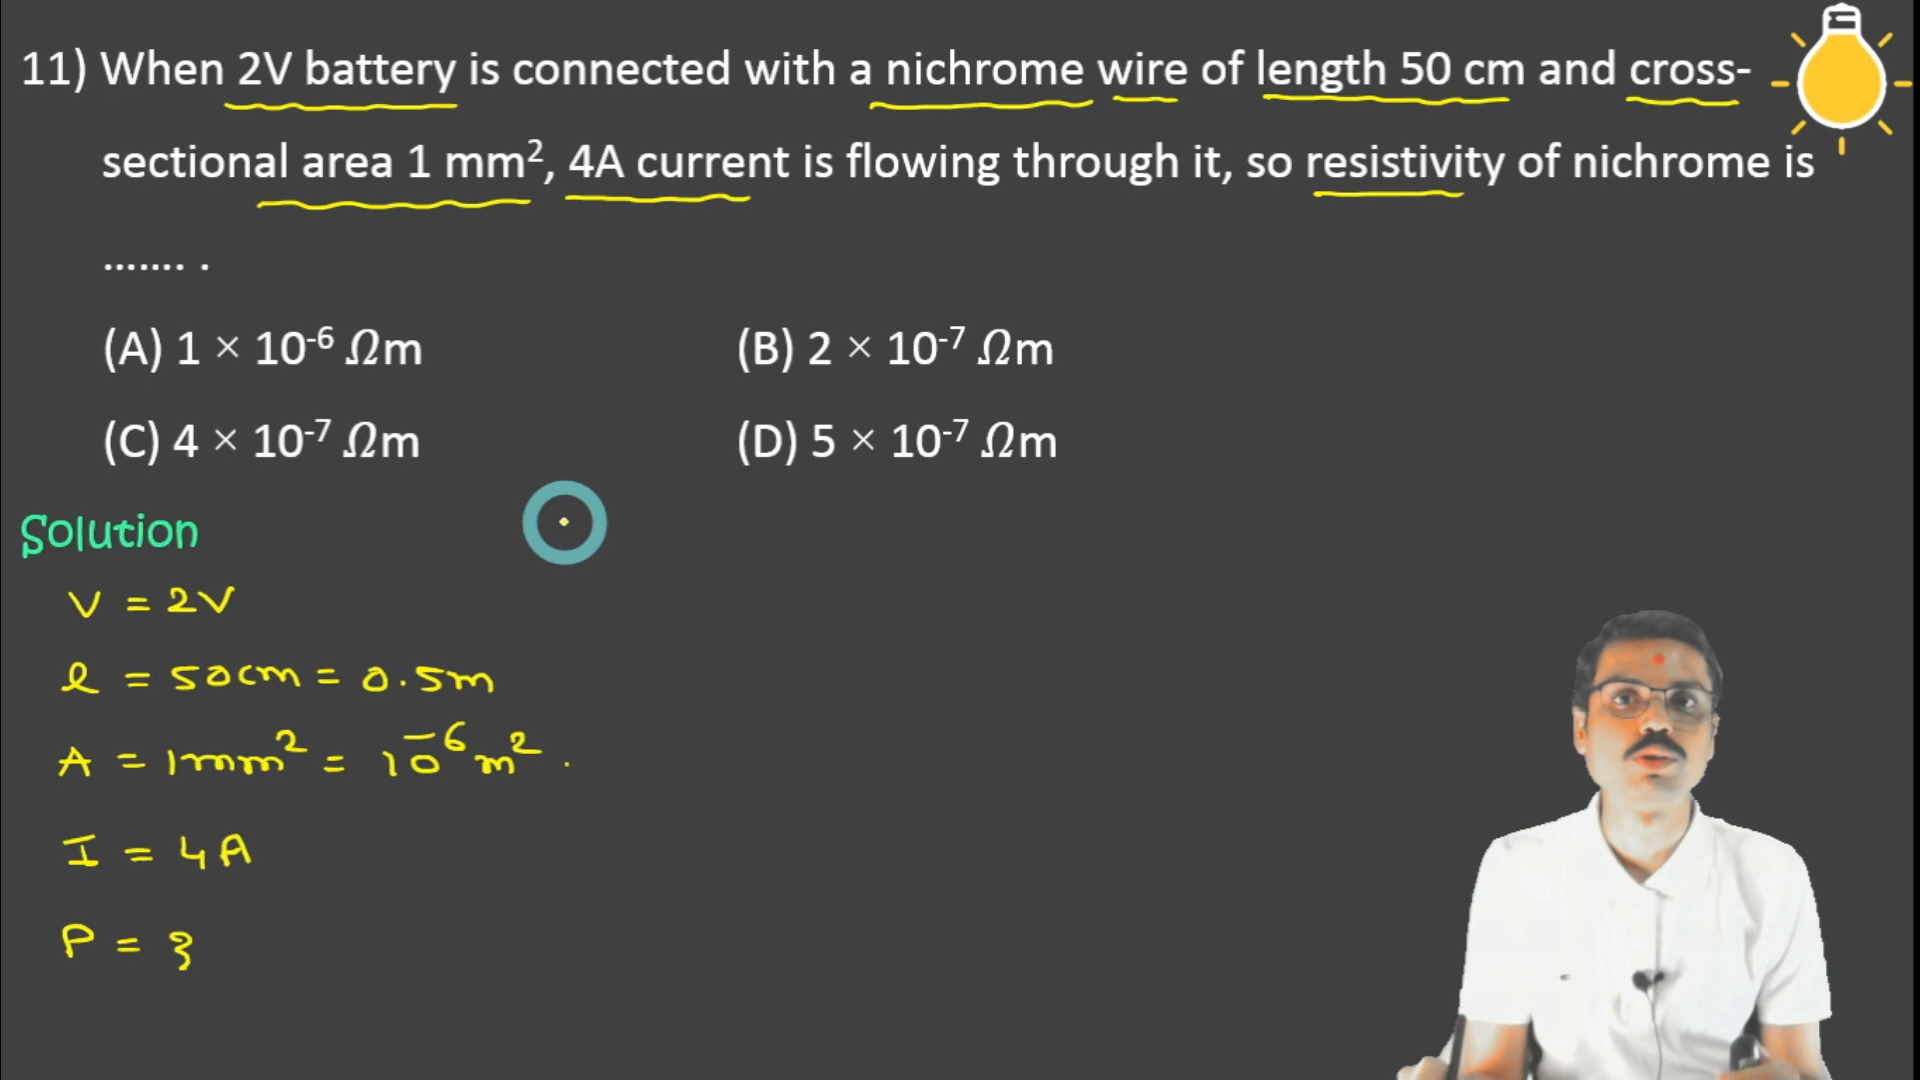 11) When 2V battery is connected with a nichrome wire of length 50 cm and cross-
sectional area 1 mm², 4A current is flowing through it, so resistivity of nichrome is
....... .
(A) 1 × 10⁻⁶ Ωm (B) 2 × 10⁻⁷ Ωm
(C) 4 × 10⁻⁷ Ωm (D) 5 × 10⁻⁷ Ωm
Solution
V = 2V
l = 50cm = 0.5m
A = 1mm² = 10⁻⁶m².
I = 4A
ρ = ?